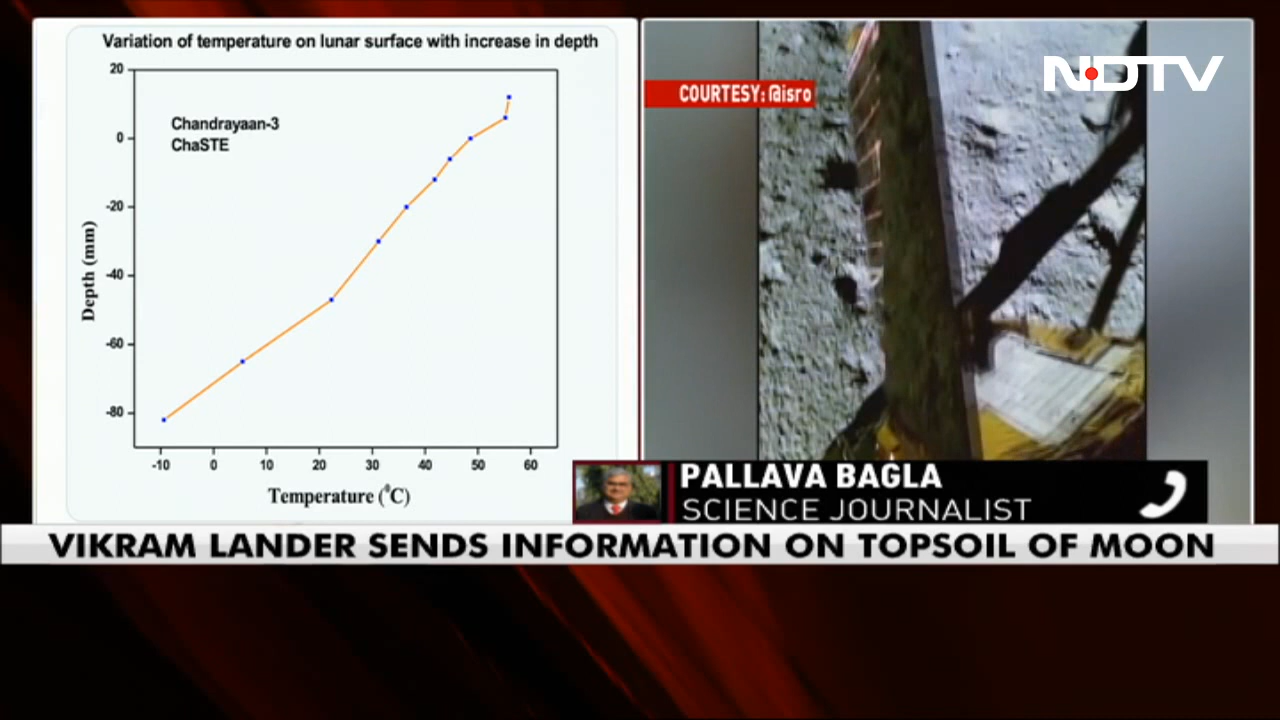 Variation of temperature on lunar surface with increase in depth
Chandrayaan-3
ChaSTE
20
0
-20
-40
-60
-80
Depth (mm)
-10 0 10 20 30 40 50 60
Temperature (⁰C)
NDTV
COURTESY: @isro
PALLAVA BAGLA
SCIENCE JOURNALIST
VIKRAM LANDER SENDS INFORMATION ON TOPSOIL OF MOON